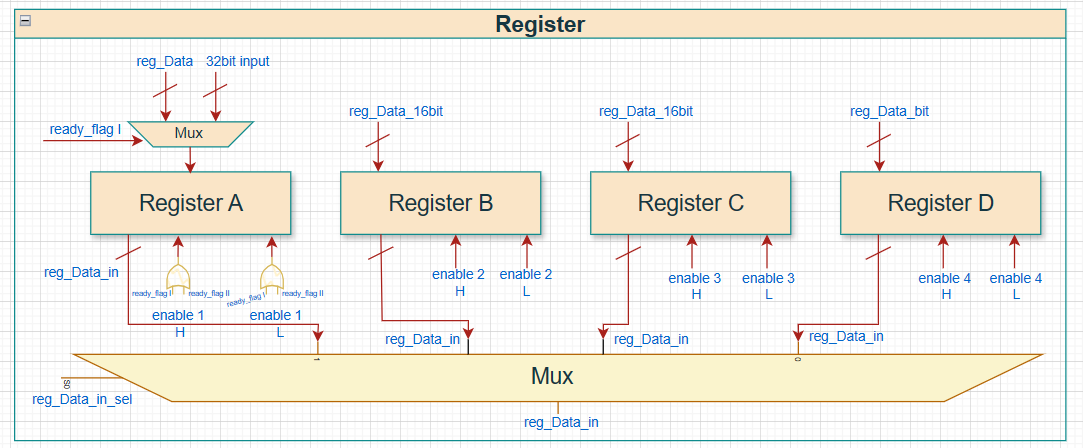 Register
reg_Data 32bit input
ready_flag I
Mux
reg_Data_16bit
reg_Data_16bit
reg_Data_bit
Register A
Register B
Register C
Register D
reg_Data_in
ready_flag I
ready_flag II
ready_flag I
ready_flag II
enable 1
H
enable 1
L
enable 2
H
enable 2
L
enable 3
H
enable 3
L
enable 4
H
enable 4
L
reg_Data_in
reg_Data_in
reg_Data_in
1
0
S0
Mux
reg_Data_in_sel
reg_Data_in